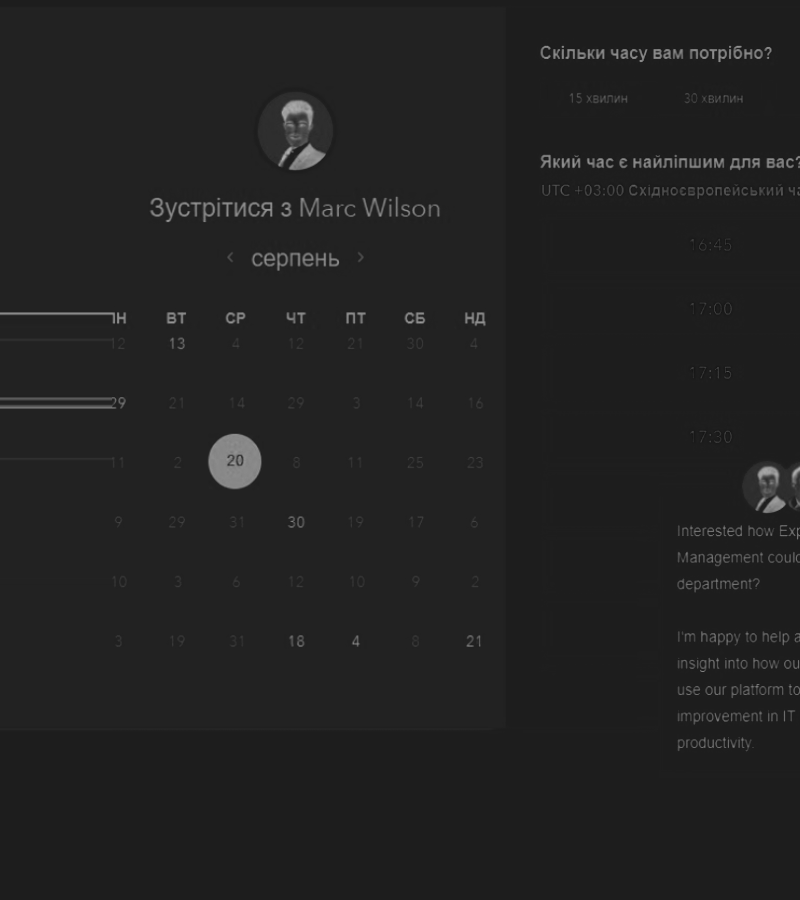 Зустрітися з Marc Wilson
‹ серпень ›
ПН ВТ СР ЧТ ПТ СБ НД
12 13 4 12 21 30 4
29 21 14 29 3 14 16
11 2 20 8 11 25 23
9 29 31 30 19 17 6
10 3 6 12 10 9 2
3 19 31 18 4 8 21
Скільки часу вам потрібно?
15 хвилин 30 хвилин
Який час є найліпшим для вас?
UTC +03:00 Східноєвропейський ча
16:45
17:00
17:15
17:30
Interested how Exp
Management could
department?
I'm happy to help a
insight into how ou
use our platform to
improvement in IT
productivity.